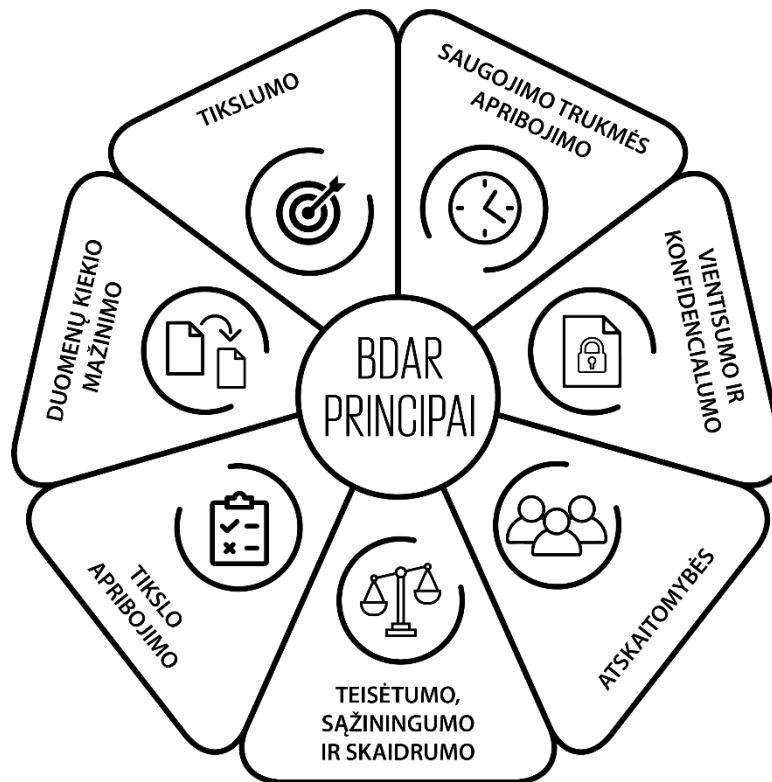 TIKSLUMO
SAUGOJIMO TRUKMĖS
APRIBOJIMO
VIENTISUMO IR
KONFIDENCIALUMO
ATSKAITOMYBĖS
TEISĖTUMO,
SĄŽININGUMO
IR SKAIDRUMO
TIKSLO
APRIBOJIMO
DUOMENŲ KIEKIO
MAŽINIMO
BDAR
PRINCIPAI